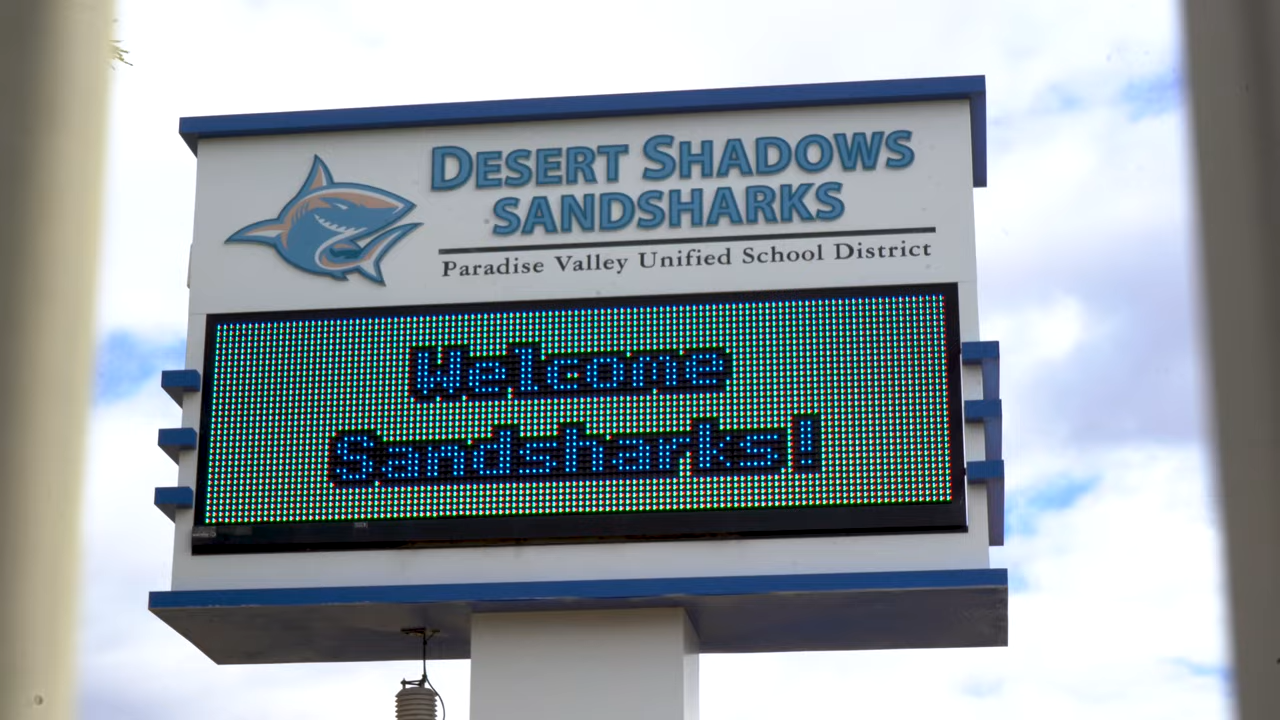 DESERT SHADOWS
SANDSHARKS
Paradise Valley Unified School District
Welcome
Sandsharks!